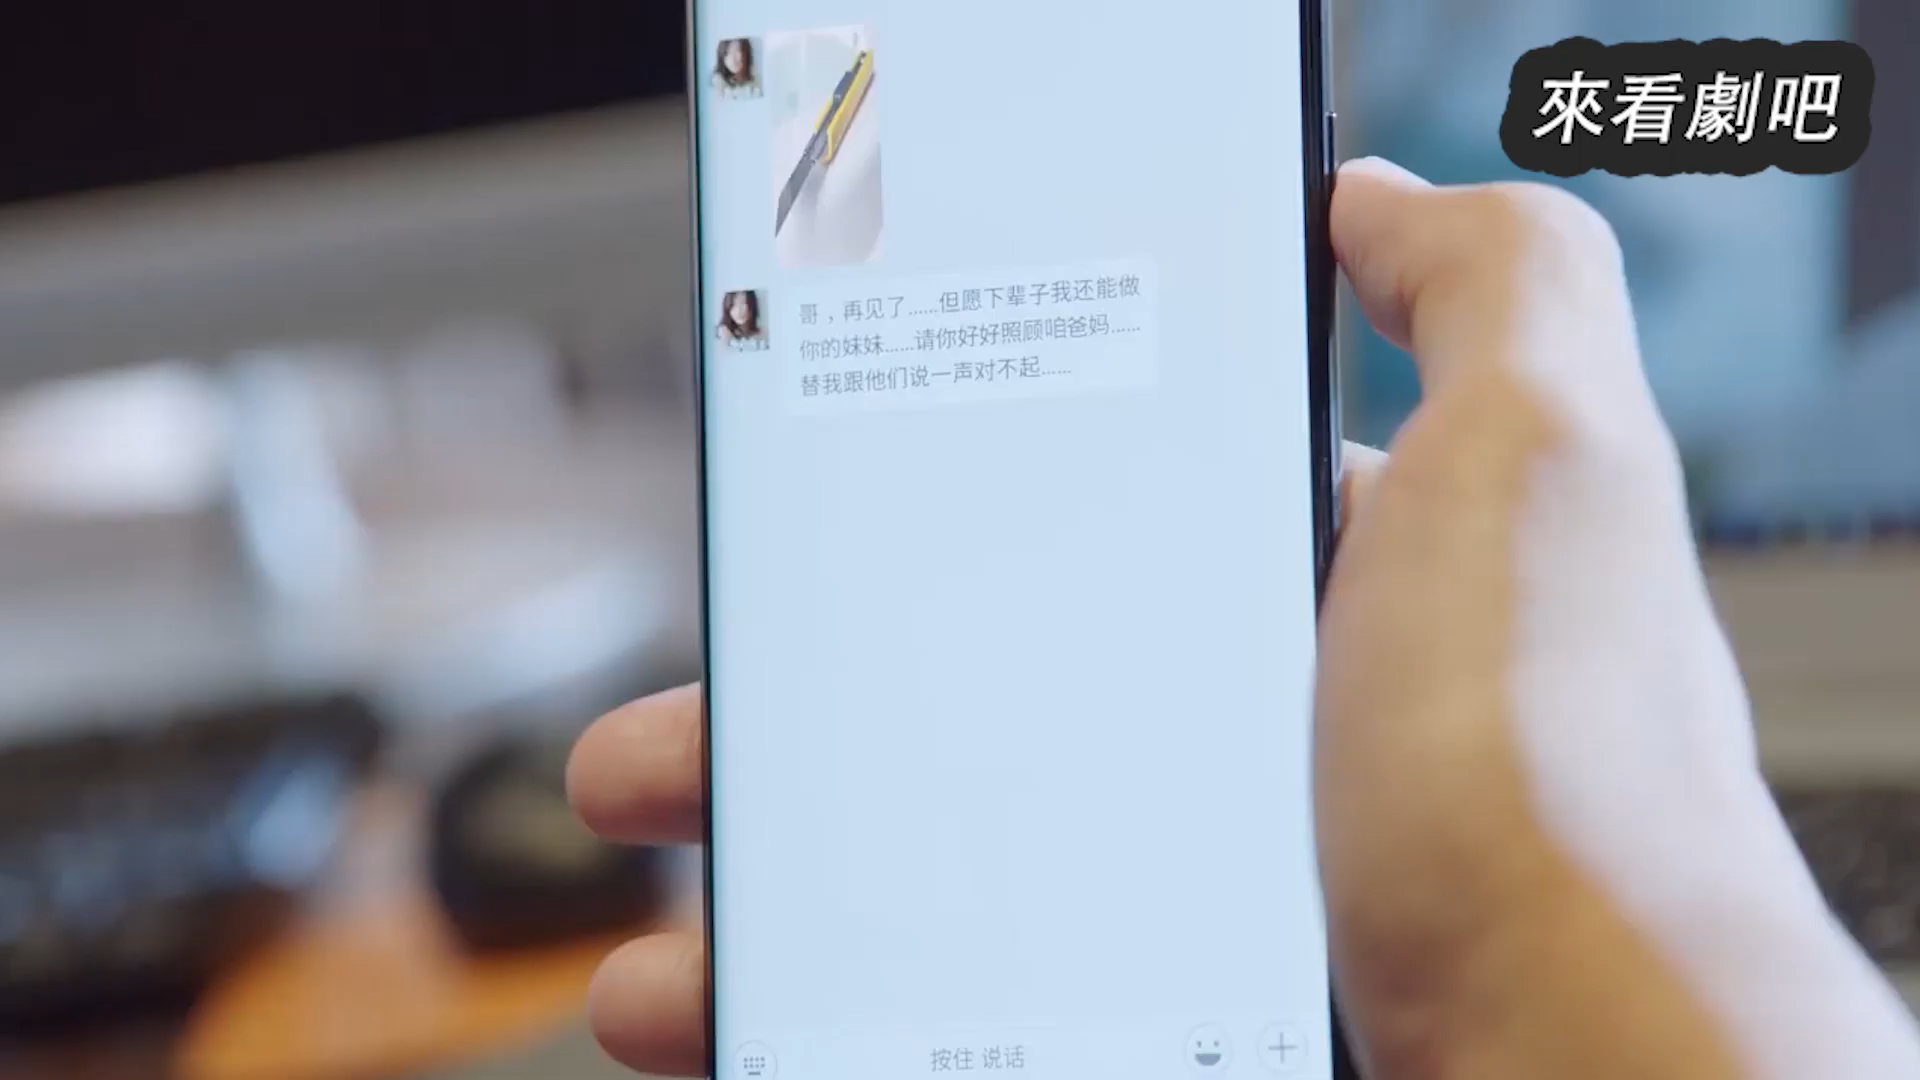 來看劇吧
哥，再见了……但愿下辈子我还能做
你的妹妹……请你好好照顾咱爸妈……
替我跟他们说一声对不起……
按住 说话